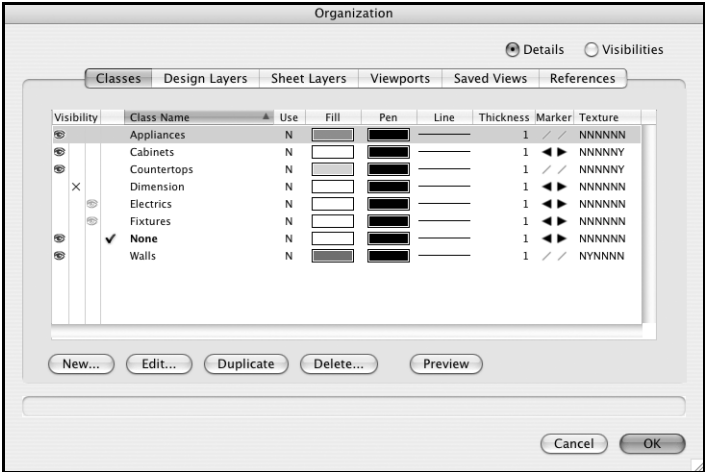 Organization
Details Visibilities
Classes Design Layers Sheet Layers Viewports Saved Views References
Visibility Class Name Use Fill Pen Line Thickness Marker Texture
Appliances N 1 NNNNNN
Cabinets N 1 NNNNNY
Countertops N 1 NNNNNY
Dimension N 1 NNNNNN
Electrics N 1 NNNNNN
Fixtures N 1 NNNNNN
None N 1 NNNNNN
Walls N 1 NYNNNN
New... Edit... Duplicate Delete... Preview
Cancel OK